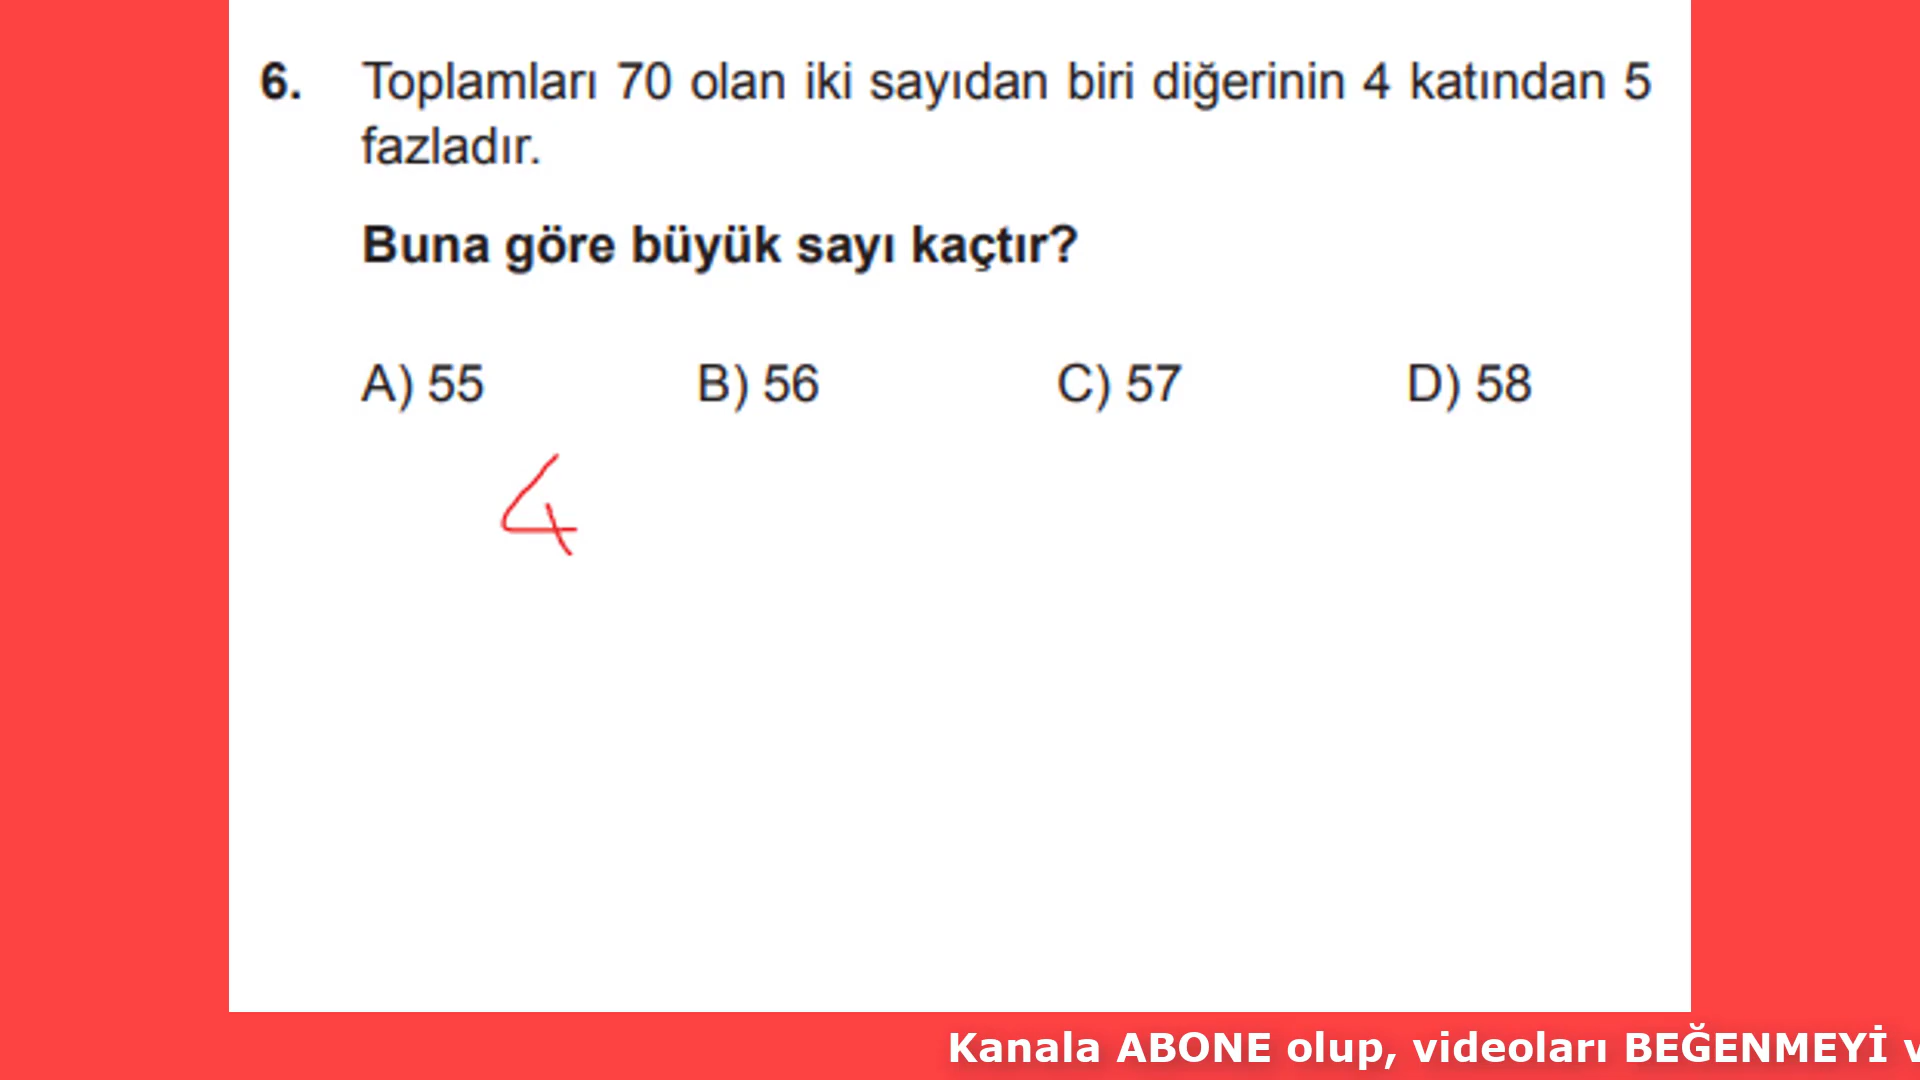 6. Toplamları 70 olan iki sayıdan biri diğerinin 4 katından 5
fazladır.
Buna göre büyük sayı kaçtır?
A) 55 B) 56 C) 57 D) 58
4
Kanala ABONE olup, videoları BEĞENMEYİ v